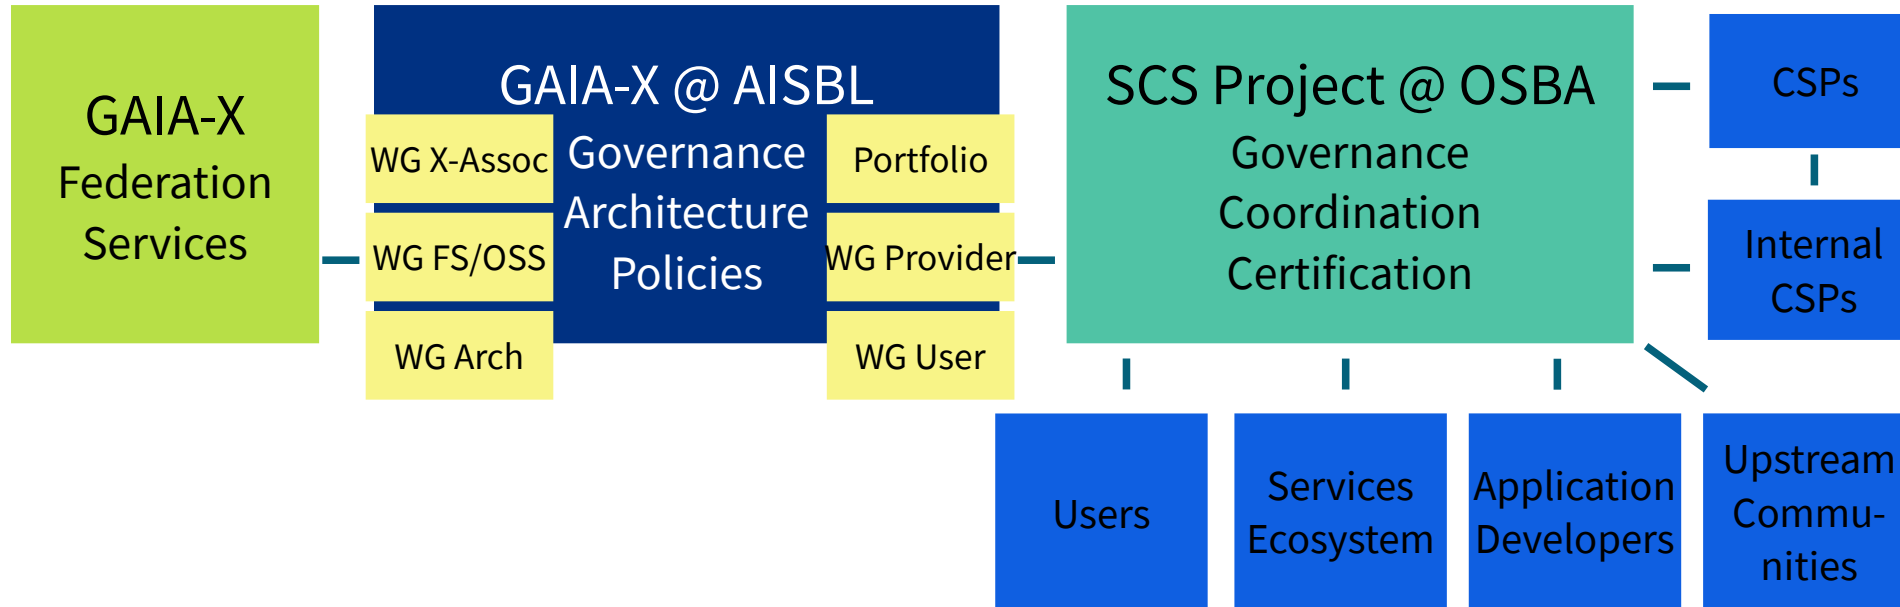 GAIA-X
Federation
Services
GAIA-X @ AISBL
Governance
Architecture
Policies
WG X-Assoc
WG FS/OSS
WG Arch
Portfolio
WG Provider
WG User
SCS Project @ OSBA
Governance
Coordination
Certification
CSPs
Internal
CSPs
Users
Services
Ecosystem
Application
Developers
Upstream
Commu-
nities